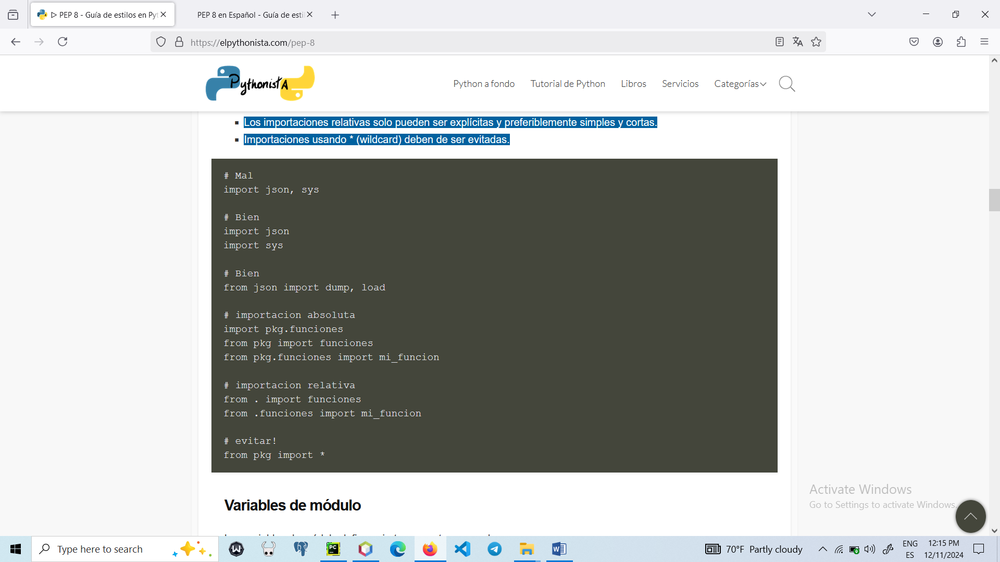 ▷ PEP 8 - Guía de estilos en Pyt
PEP 8 en Español - Guía de esti
https://elpythonista.com/pep-8
PythonistA
Python a fondo
Tutorial de Python
Libros
Servicios
Categorías
Los importaciones relativas solo pueden ser explícitas y preferiblemente simples y cortas.
Importaciones usando * (wildcard) deben de ser evitadas.
# Mal
import json, sys
# Bien
import json
import sys
# Bien
from json import dump, load
# importacion absoluta
import pkg.funciones
from pkg import funciones
from pkg.funciones import mi_funcion
# importacion relativa
from . import funciones
from .funciones import mi_funcion
# evitar!
from pkg import *
Variables de módulo
Activate Windows
Go to Settings to activate Windows.
Type here to search
PC
70°F Partly cloudy
ENG
ES
12:15 PM
12/11/2024